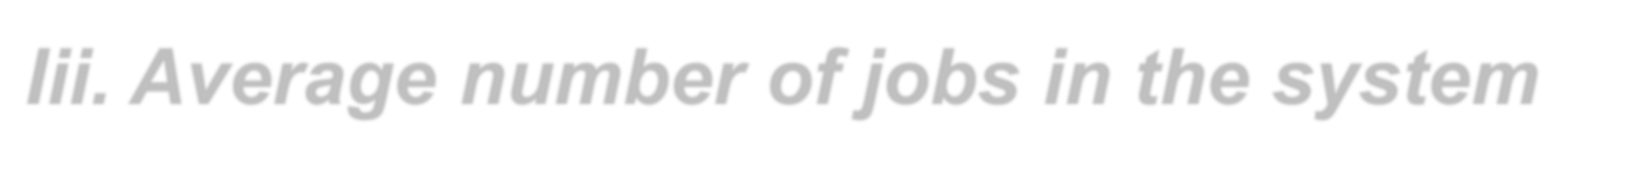 Iii. Average number of jobs in the system